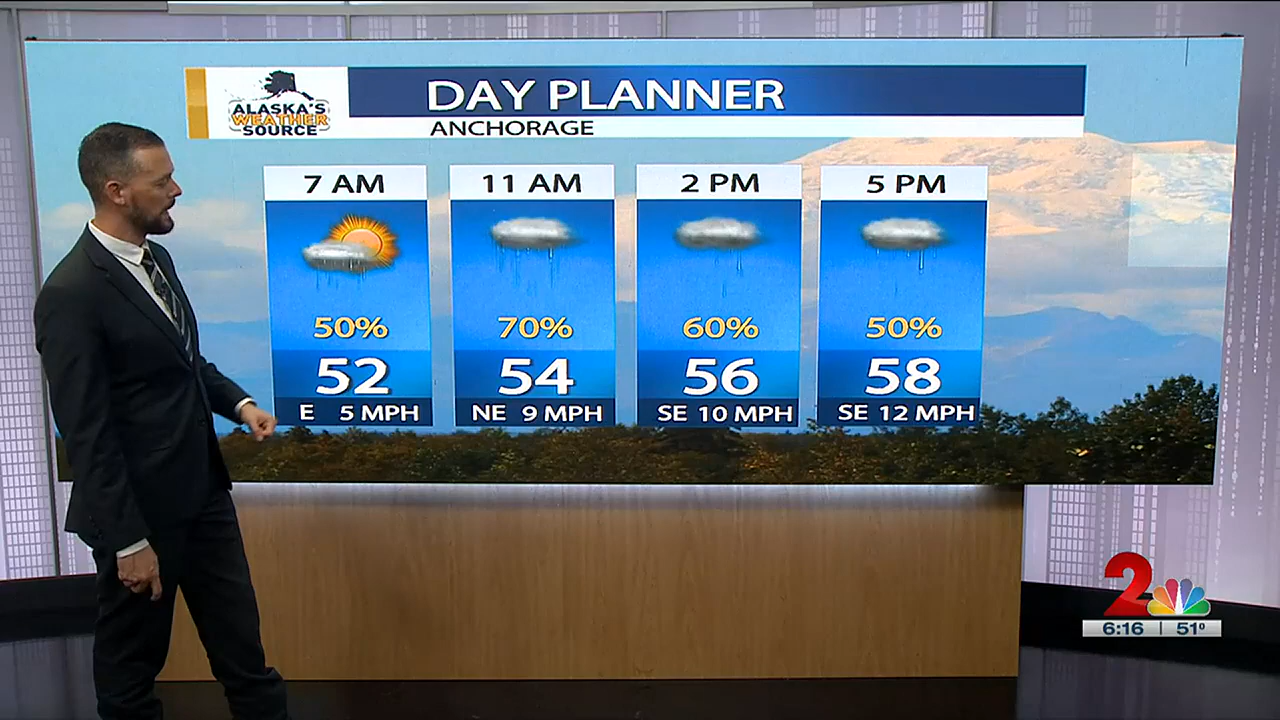 ALASKA'S
WEATHER
SOURCE
DAY PLANNER
ANCHORAGE
7 AM
50%
52
E 5 MPH
11 AM
70%
54
NE 9 MPH
2 PM
60%
56
SE 10 MPH
5 PM
50%
58
SE 12 MPH
2
6:16 | 51°